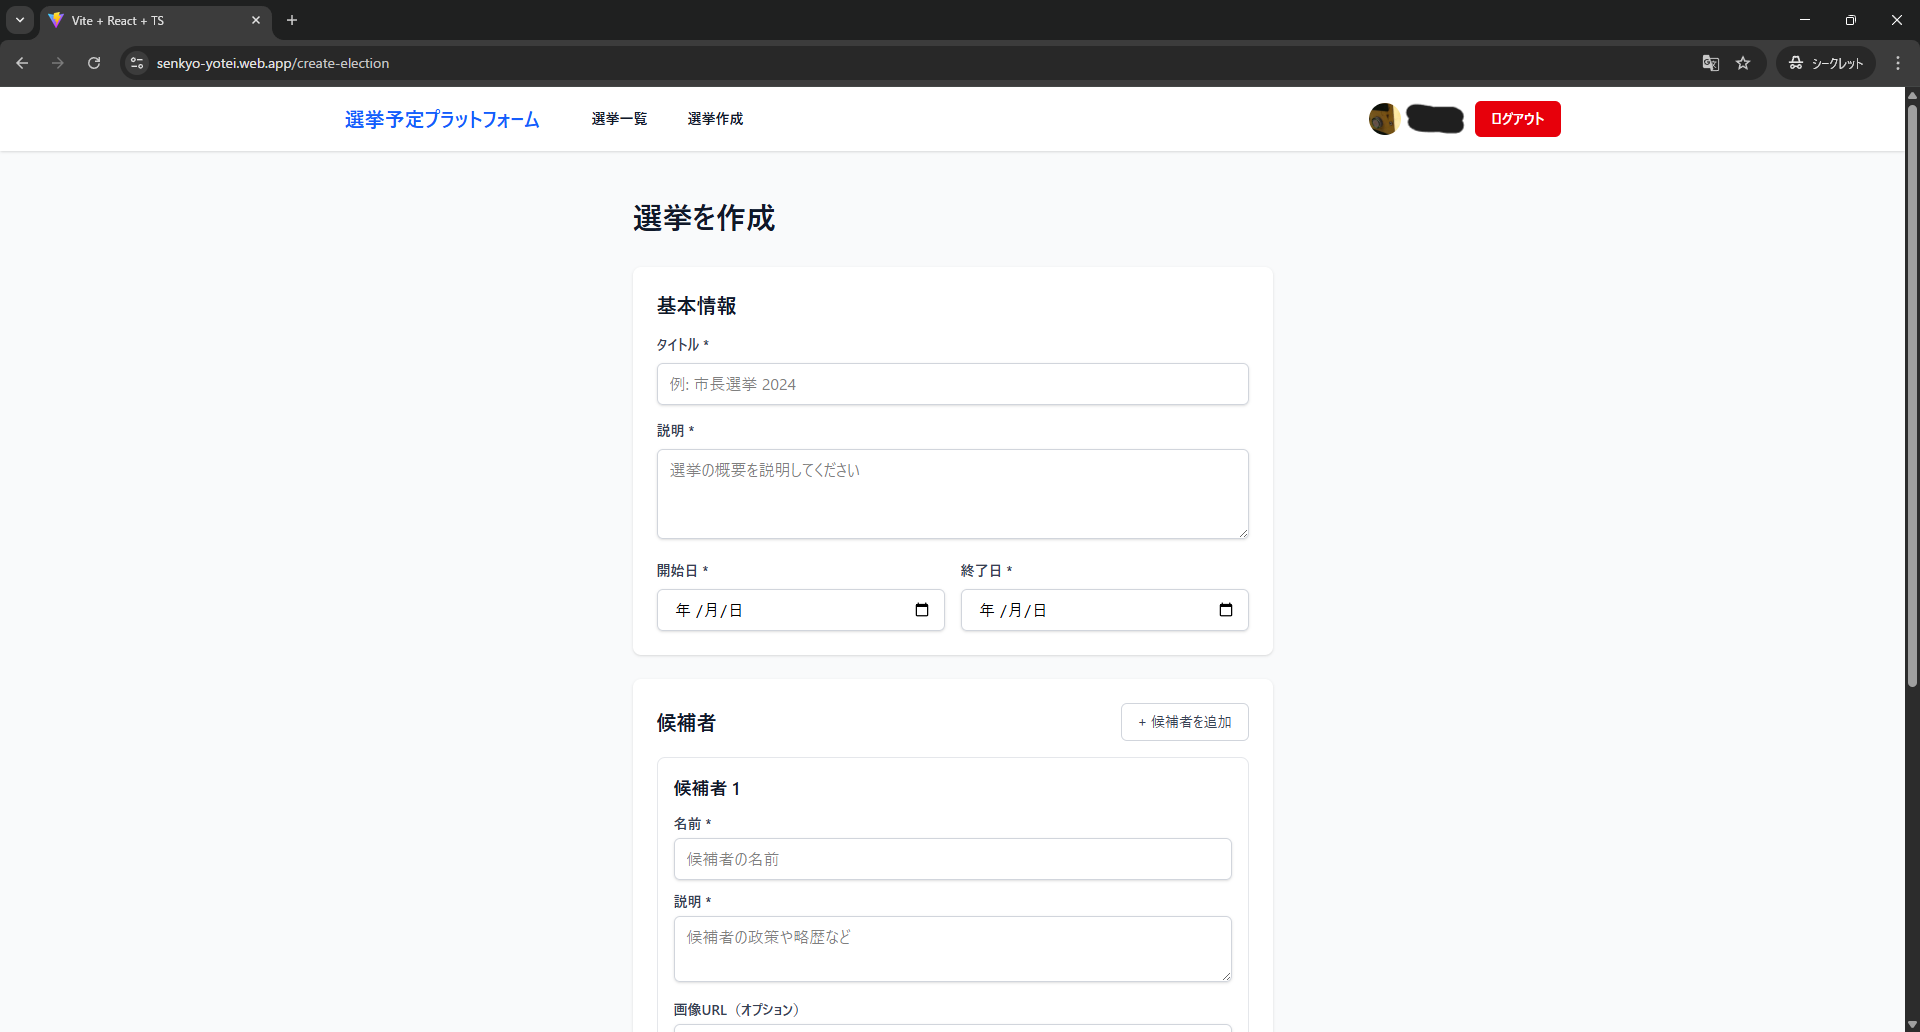 Vite + React + TS
senkyo-yotei.web.app/create-election
シークレット
選挙予定プラットフォーム
選挙一覧
選挙作成
ログアウト
選挙を作成
基本情報
タイトル *
例: 市長選挙 2024
説明 *
選挙の概要を説明してください
開始日 *
終了日 *
年 /月/日
年 /月/日
候補者
+ 候補者を追加
候補者 1
名前 *
候補者の名前
説明 *
候補者の政策や略歴など
画像URL（オプション）